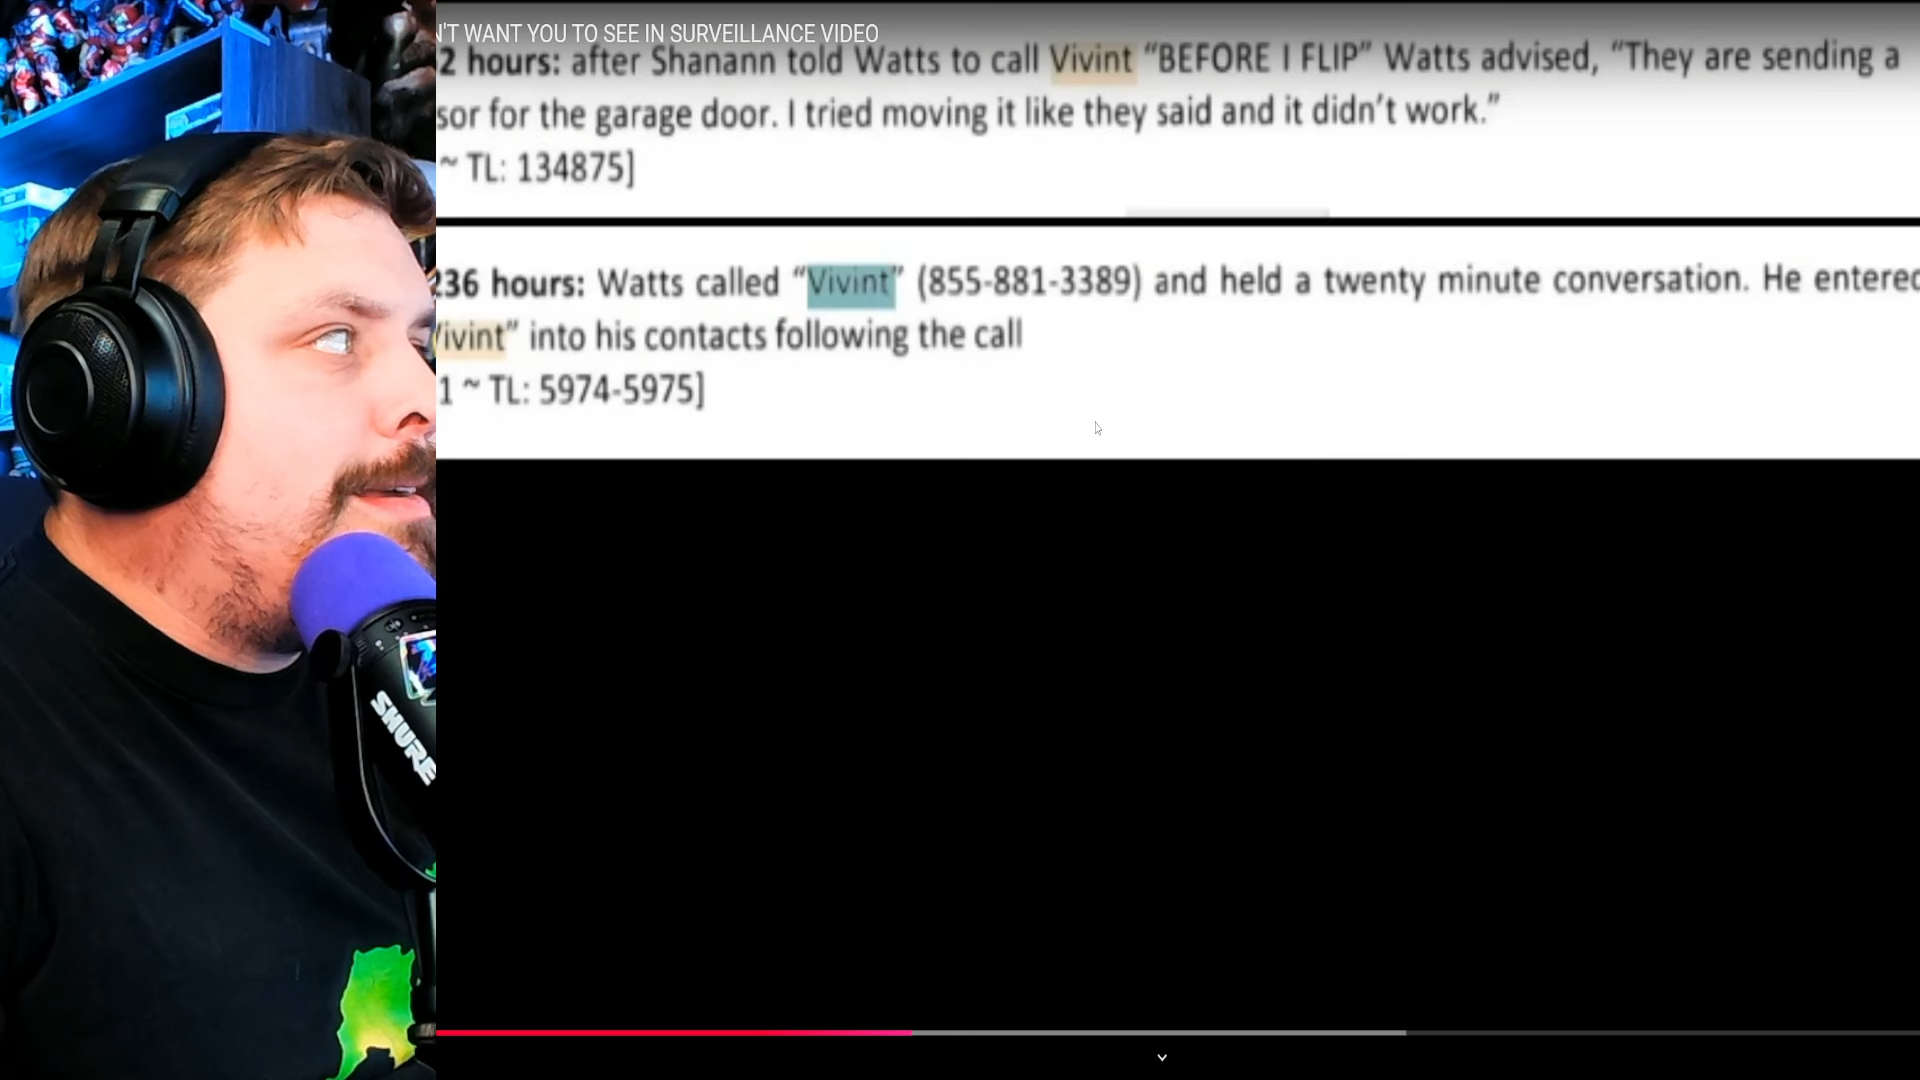 N'T WANT YOU TO SEE IN SURVEILLANCE VIDEO
2 hours: after Shanann told Watts to call Vivint “BEFORE I FLIP” Watts advised, “They are sending a
sor for the garage door. I tried moving it like they said and it didn’t work.”
~ TL: 134875]
236 hours: Watts called “Vivint” (855-881-3389) and held a twenty minute conversation. He entered
Vivint” into his contacts following the call
1 ~ TL: 5974-5975]
SHURE